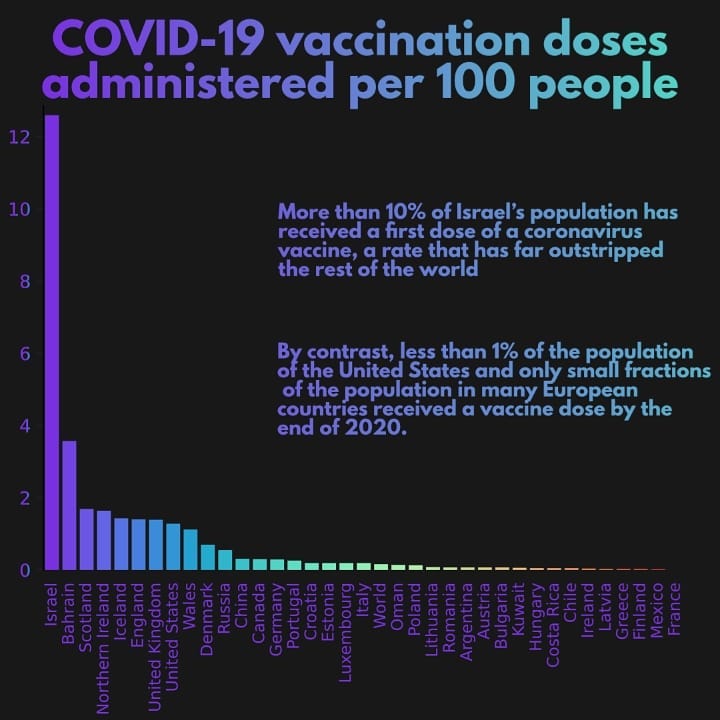 COVID-19 vaccination doses
administered per 100 people
12
10
8
6
4
2
0
More than 10% of Israel’s population has
received a first dose of a coronavirus
vaccine, a rate that has far outstripped
the rest of the world
By contrast, less than 1% of the population
of the United States and only small fractions
of the population in many European
countries received a vaccine dose by the
end of 2020.
Israel
Bahrain
Scotland
Northern Ireland
Iceland
England
United Kingdom
United States
Wales
Denmark
Russia
China
Canada
Germany
Portugal
Croatia
Estonia
Luxembourg
Italy
World
Oman
Poland
Lithuania
Romania
Argentina
Austria
Bulgaria
Kuwait
Hungary
Costa Rica
Chile
Ireland
Latvia
Greece
Finland
Mexico
France